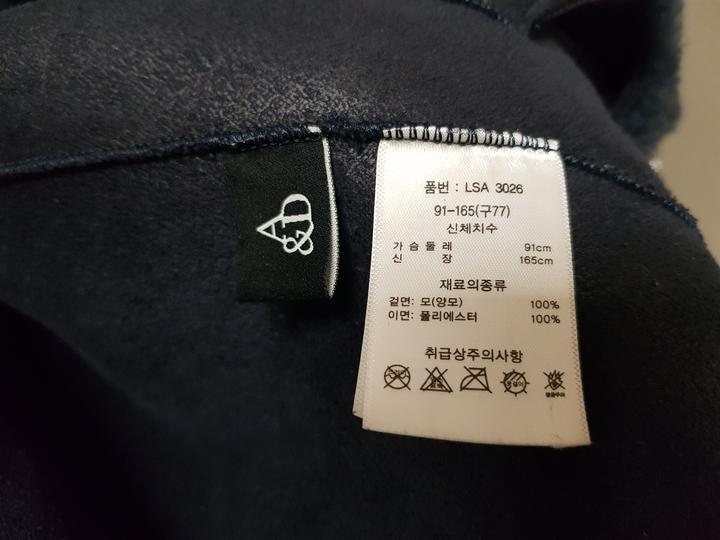 A&D
품번 : LSA 3026
91-165(구77)
신체치수
가 슴 둘 레 91cm
신 장 165cm
재료의종류
겉면: 모(양모) 100%
이면: 폴리에스터 100%
취급상주의사항